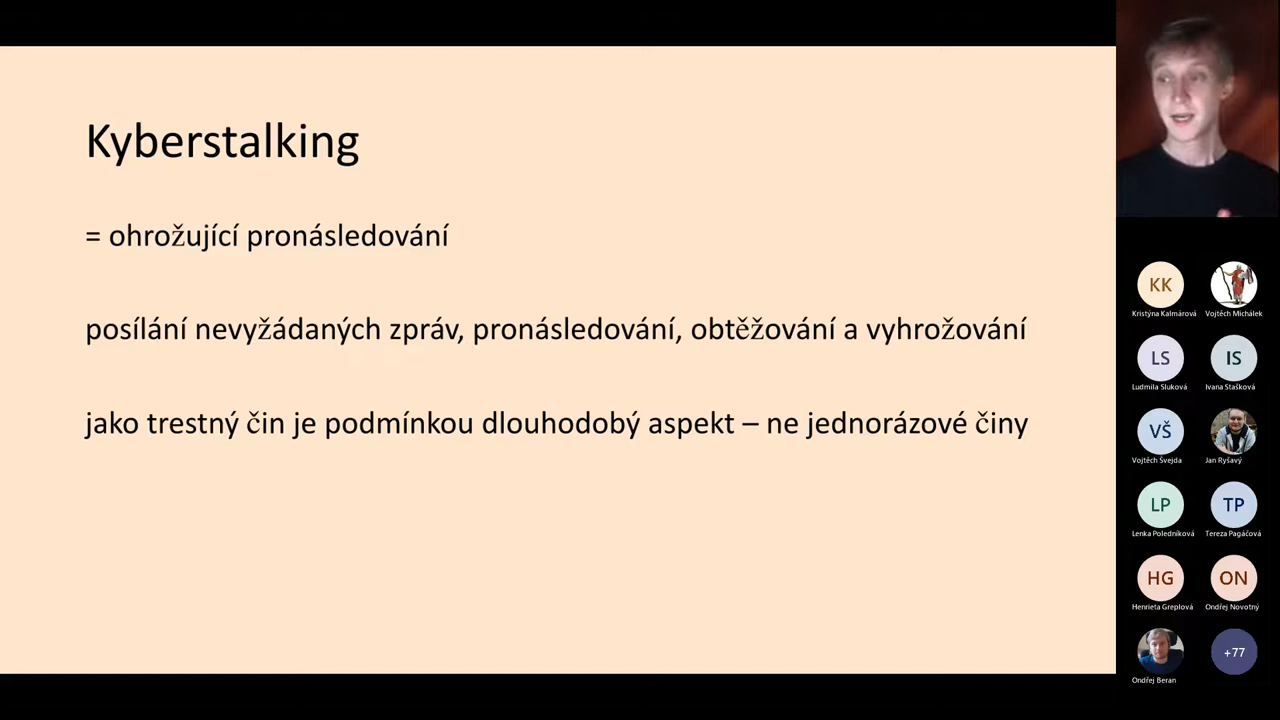 Kyberstalking
= ohrožující pronásledování
posílání nevyžádaných zpráv, pronásledování, obtěžování a vyhrožování
jako trestný čin je podmínkou dlouhodobý aspekt – ne jednorázové činy
KK
Kristýna Kalmárová
Vojtěch Michálek
LS
IS
Ludmila Sluková
Ivana Stašková
VŠ
Vojtěch Švejda
Jan Ryšavý
LP
TP
Lenka Poledníková
Tereza Pagáčová
HG
ON
Henrieta Greplová
Ondřej Novotný
+77
Ondřej Beran